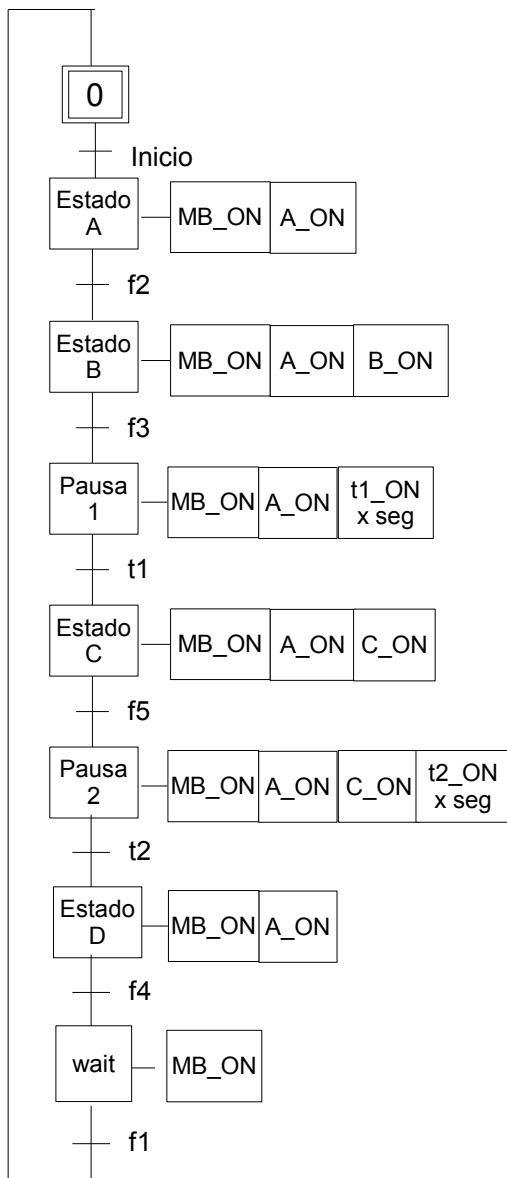 0
Inicio
Estado
A
MB_ON
A_ON
f2
Estado
B
MB_ON
A_ON
B_ON
f3
Pausa
1
MB_ON
A_ON
t1_ON
x seg
t1
Estado
C
MB_ON
A_ON
C_ON
f5
Pausa
2
MB_ON
A_ON
C_ON
t2_ON
x seg
t2
Estado
D
MB_ON
A_ON
f4
wait
MB_ON
f1